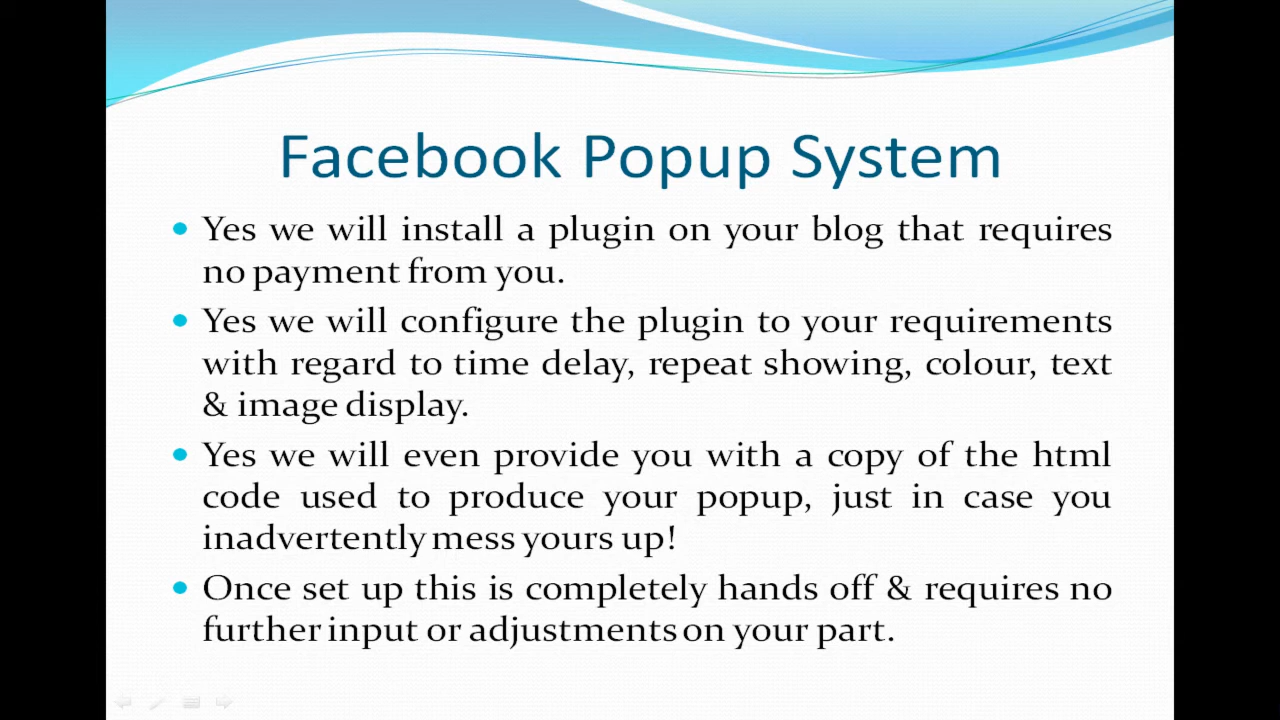 Facebook Popup System
Yes we will install a plugin on your blog that requires
no payment from you.
Yes we will configure the plugin to your requirements
with regard to time delay, repeat showing, colour, text
& image display.
Yes we will even provide you with a copy of the html
code used to produce your popup, just in case you
inadvertently mess yours up!
Once set up this is completely hands off & requires no
further input or adjustments on your part.